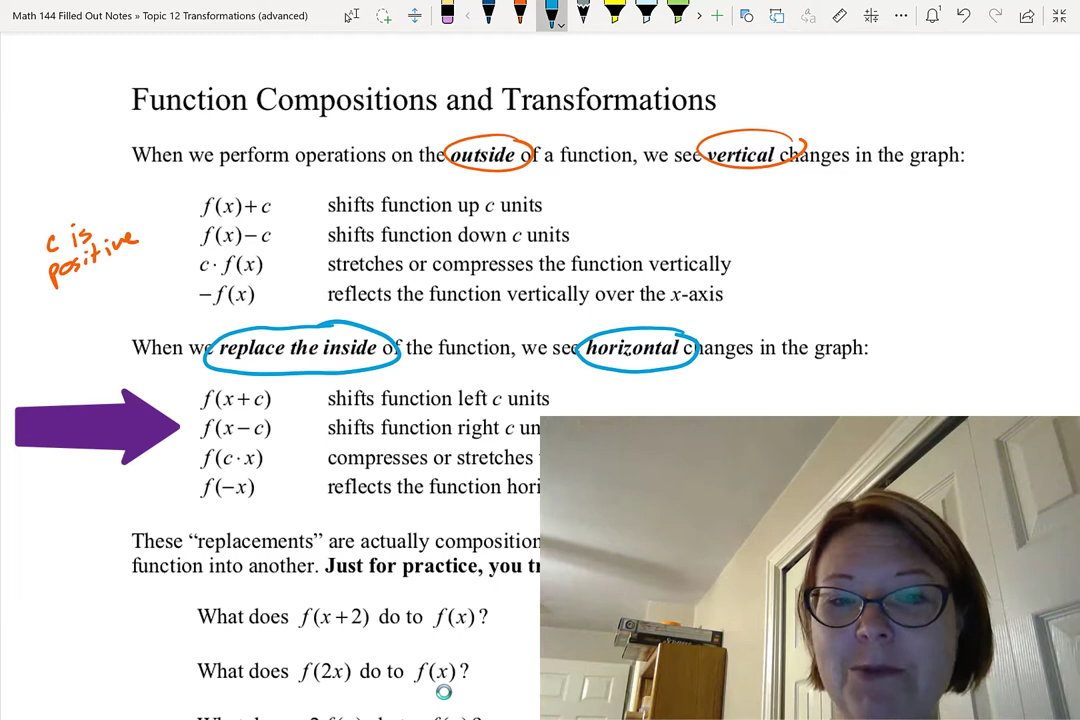 Math 144 Filled Out Notes » Topic 12 Transformations (advanced)
Function Compositions and Transformations
When we perform operations on the outside of a function, we see vertical changes in the graph:
f(x)+c shifts function up c units
c is
positive
f(x)−c shifts function down c units
c·f(x) stretches or compresses the function vertically
−f(x) reflects the function vertically over the x-axis
When we replace the inside of the function, we see horizontal changes in the graph:
f(x+c) shifts function left c units
f(x−c) shifts function right c un
f(c·x) compresses or stretches
f(−x) reflects the function hori
These “replacements” are actually composition
function into another. Just for practice, you tr
What does f(x+2) do to f(x)?
What does f(2x) do to f(x)?